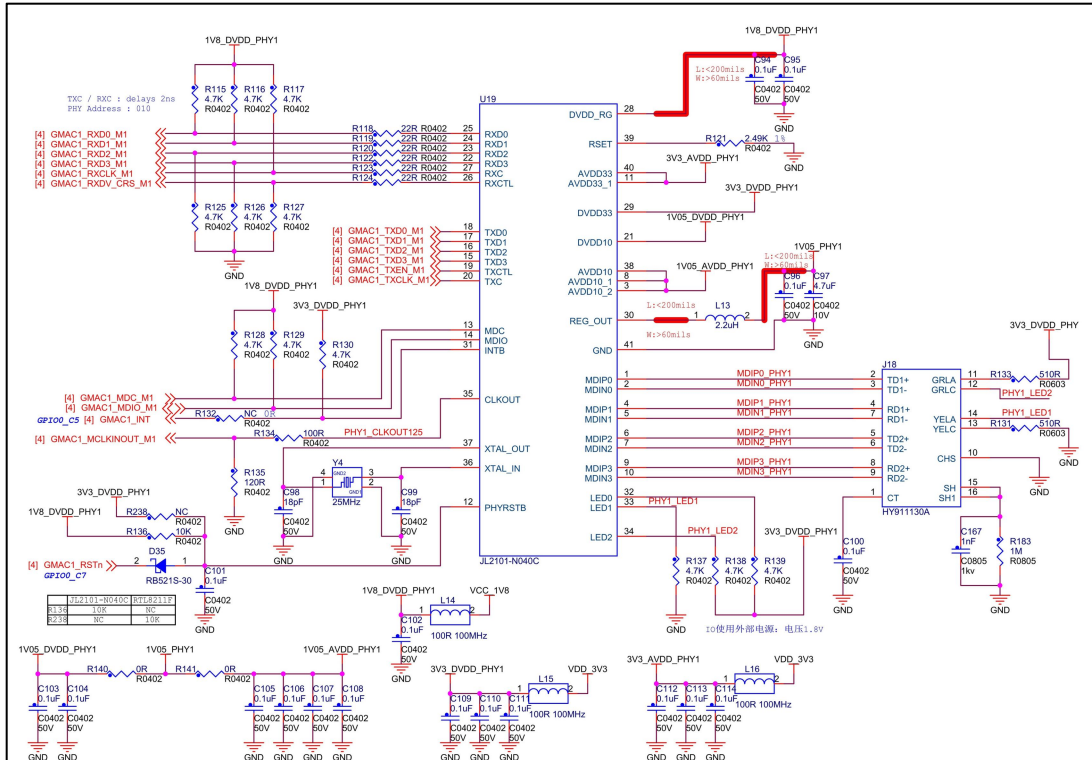 1V8_DVDD_PHY1
TXC / RXC : delays 2ns
PHY Address : 010
R115 4.7K R0402
R116 4.7K R0402
R117 4.7K R0402
[4] GMAC1_RXD0_M1
[4] GMAC1_RXD1_M1
[4] GMAC1_RXD2_M1
[4] GMAC1_RXD3_M1
[4] GMAC1_RXCLK_M1
[4] GMAC1_RXDV_CRS_M1
R118 22R R0402
R119 22R R0402
R120 22R R0402
R122 22R R0402
R123 22R R0402
R124 22R R0402
R125 4.7K R0402
R126 4.7K R0402
R127 4.7K R0402
GND
[4] GMAC1_TXD0_M1
[4] GMAC1_TXD1_M1
[4] GMAC1_TXD2_M1
[4] GMAC1_TXD3_M1
[4] GMAC1_TXEN_M1
[4] GMAC1_TXCLK_M1
1V8_DVDD_PHY1
3V3_DVDD_PHY1
R128 4.7K R0402
R129 4.7K R0402
R130 4.7K R0402
[4] GMAC1_MDC_M1
[4] GMAC1_MDIO_M1
GPIO0_C5 [4] GMAC1_INT
R132 NC 0R R0402
[4] GMAC1_MCLKINOUT_M1
R134 100R R0402
PHY1_CLKOUT125
R135 120R R0402
GND
C98 18pF C0402 50V
GND
Y4 25MHz
GND2
GND1
4 3
1 2
C99 18pF C0402 50V
GND
3V3_DVDD_PHY1
1V8_DVDD_PHY1
R238 NC R0402
R136 10K R0402
[4] GMAC1_RSTn
GPIO0_C7
D35
2 1
RB521S-30
C101 0.1uF C0402 50V
GND
JL2101-N040C RTL8211F
R136 10K NC
R238 NC 10K
U19
25 RXD0
24 RXD1
23 RXD2
22 RXD3
27 RXC
26 RXCTL
18 TXD0
17 TXD1
16 TXD2
15 TXD3
19 TXCTL
20 TXC
13 MDC
14 MDIO
31 INTB
35 CLKOUT
37 XTAL_OUT
36 XTAL_IN
12 PHYRSTB
JL2101-N040C
DVDD_RG 28
RSET 39
AVDD33 40
AVDD33_1 11
DVDD33 29
DVDD10 21
AVDD10 38
AVDD10_1 8
AVDD10_2 3
REG_OUT 30
GND 41
MDIP0 1
MDIN0 2
MDIP1 4
MDIN1 5
MDIP2 6
MDIN2 7
MDIP3 9
MDIN3 10
LED0 32
LED1 33
LED2 34
1V8_DVDD_PHY1
L:<200mils
W:>60mils
C94 0.1uF C0402 50V
C95 0.1uF C0402 50V
GND
R121 2.49K 1%
R0402
GND
3V3_AVDD_PHY1
3V3_DVDD_PHY1
1V05_DVDD_PHY1
1V05_AVDD_PHY1
1V05_PHY1
L:<200mils
W:>60mils
C96 0.1uF C0402 50V
C97 4.7uF C0402 10V
GND
L:<200mils
W:>60mils
L13
1 2
2.2uH
MDIP0_PHY1
MDIN0_PHY1
MDIP1_PHY1
MDIN1_PHY1
MDIP2_PHY1
MDIN2_PHY1
MDIP3_PHY1
MDIN3_PHY1
PHY1_LED1
PHY1_LED2
3V3_DVDD_PHY1
R137 4.7K R0402
R138 4.7K R0402
R139 4.7K R0402
IO使用外部电源：电压1.8V
J18
2 TD1+
3 TD1-
4 RD1+
7 RD1-
5 TD2+
6 TD2-
8 RD2+
9 RD2-
1 CT
GRLA 11
GRLC 12
YELA 14
YELC 13
CHS 10
SH 15
SH1 16
HY911130A
3V3_DVDD_PHY
R133 510R R0603
PHY1_LED2
PHY1_LED1
R131 510R R0603
GND
C100 0.1uF C0402 50V
GND
C167 1nF C0805 1kv
R183 1M R0805
GND
1V8_DVDD_PHY1
VCC_1V8
L14
1 2
100R 100MHz
C102 0.1uF C0402 50V
GND
1V05_DVDD_PHY1
1V05_PHY1
1V05_AVDD_PHY1
R140 0R R0402
R141 0R R0402
C103 0.1uF C0402 50V
C104 0.1uF C0402 50V
C105 0.1uF C0402 50V
C106 0.1uF C0402 50V
C107 0.1uF C0402 50V
C108 0.1uF C0402 50V
GND GND GND GND GND GND
3V3_DVDD_PHY1
VDD_3V3
L15
1 2
100R 100MHz
C109 0.1uF C0402 50V
C110 0.1uF C0402 50V
C111 0.1uF C0402 50V
GND GND GND
3V3_AVDD_PHY1
VDD_3V3
L16
1 2
100R 100MHz
C112 0.1uF C0402 50V
C113 0.1uF C0402 50V
C114 0.1uF C0402 50V
GND GND GND